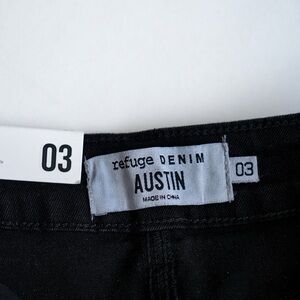 03
refuge DENIM
AUSTIN
MADE IN CHINA
03